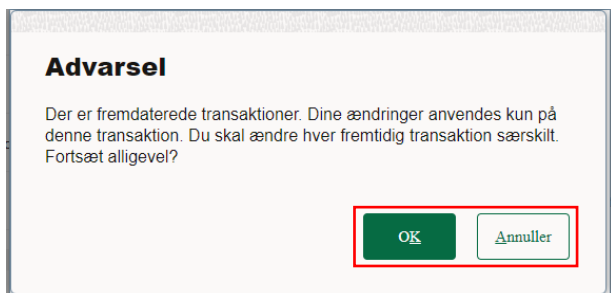 Advarsel
Der er fremdaterede transaktioner. Dine ændringer anvendes kun på
denne transaktion. Du skal ændre hver fremtidig transaktion særskilt.
Fortsæt alligevel?
OK Annuller